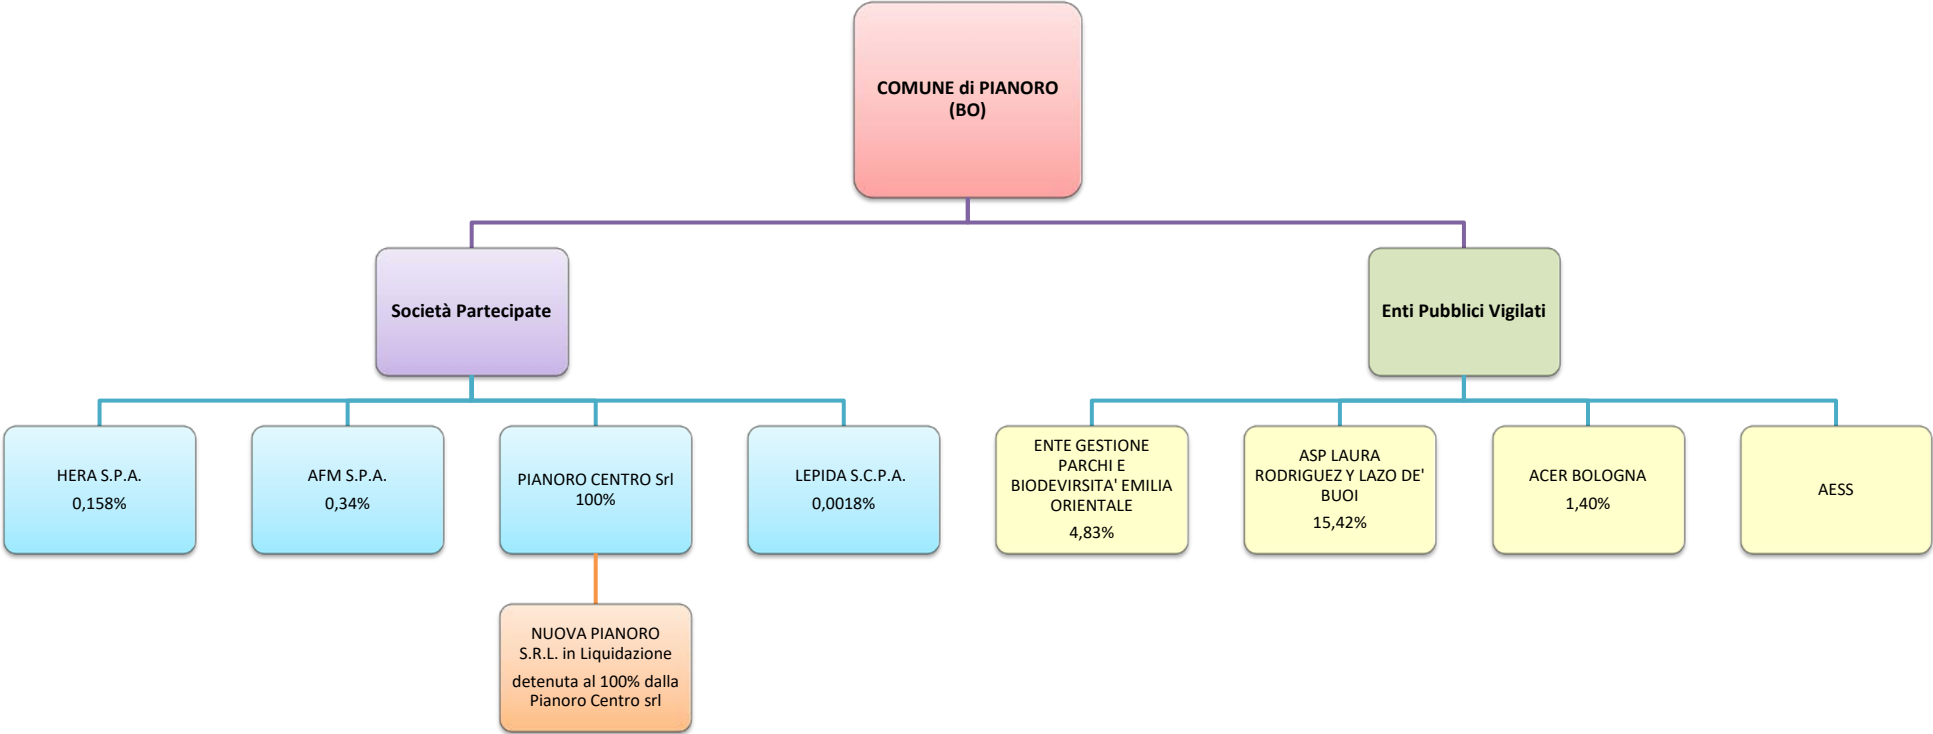 COMUNE di PIANORO
(BO)
Società Partecipate
Enti Pubblici Vigilati
HERA S.P.A.
0,158%
AFM S.P.A.
0,34%
PIANORO CENTRO Srl
100%
LEPIDA S.C.P.A.
0,0018%
ENTE GESTIONE
PARCHI E
BIODEVIRSITA' EMILIA
ORIENTALE
4,83%
ASP LAURA
RODRIGUEZ Y LAZO DE'
BUOI
15,42%
ACER BOLOGNA
1,40%
AESS
NUOVA PIANORO
S.R.L. in Liquidazione
detenuta al 100% dalla
Pianoro Centro srl